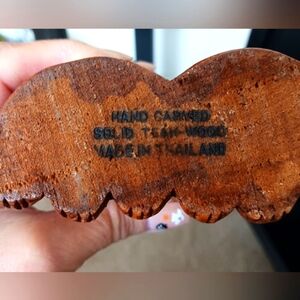 HAND CARVED
SOLID TEAK-WOOD
MADE IN THAILAND